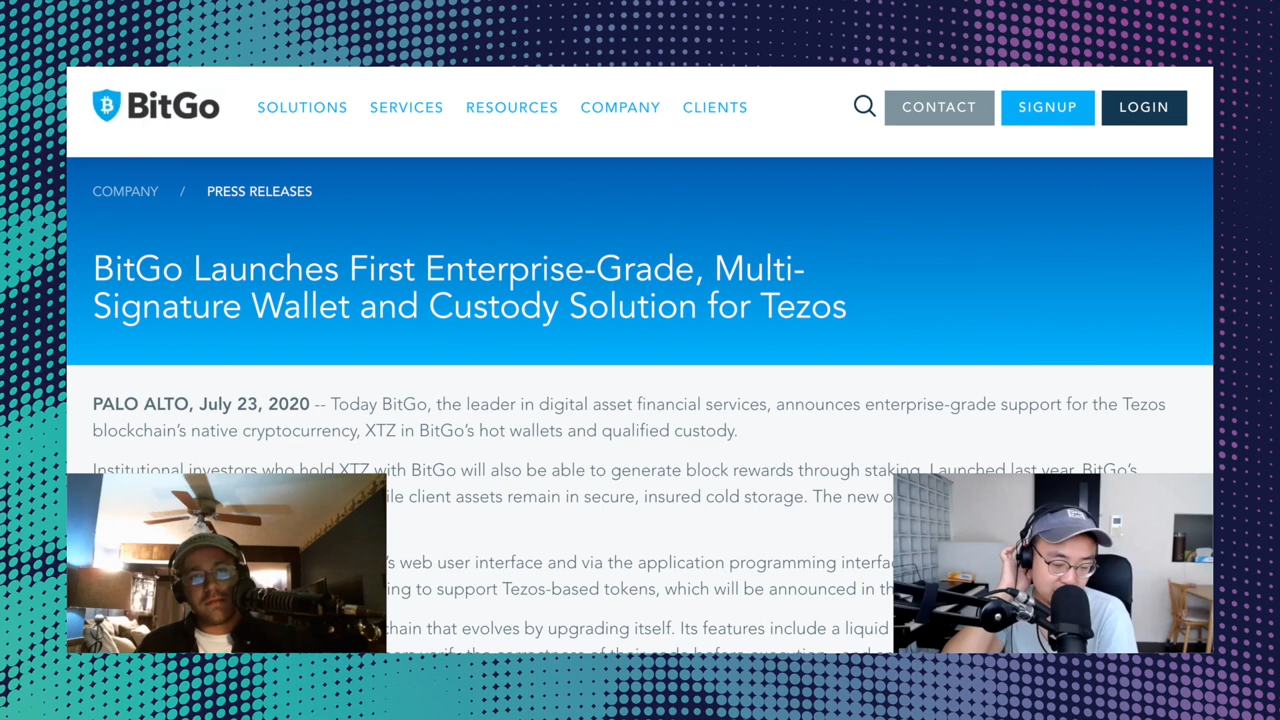 BitGo SOLUTIONS SERVICES RESOURCES COMPANY CLIENTS CONTACT SIGNUP LOGIN
COMPANY / PRESS RELEASES
BitGo Launches First Enterprise-Grade, Multi-
Signature Wallet and Custody Solution for Tezos
PALO ALTO, July 23, 2020 -- Today BitGo, the leader in digital asset financial services, announces enterprise-grade support for the Tezos
blockchain's native cryptocurrency, XTZ in BitGo's hot wallets and qualified custody.
Institutional investors who hold XTZ with BitGo will also be able to generate block rewards through staking. Launched last year, BitGo's
ile client assets remain in secure, insured cold storage. The new o
's web user interface and via the application programming interfac
ing to support Tezos-based tokens, which will be announced in th
chain that evolves by upgrading itself. Its features include a liquid